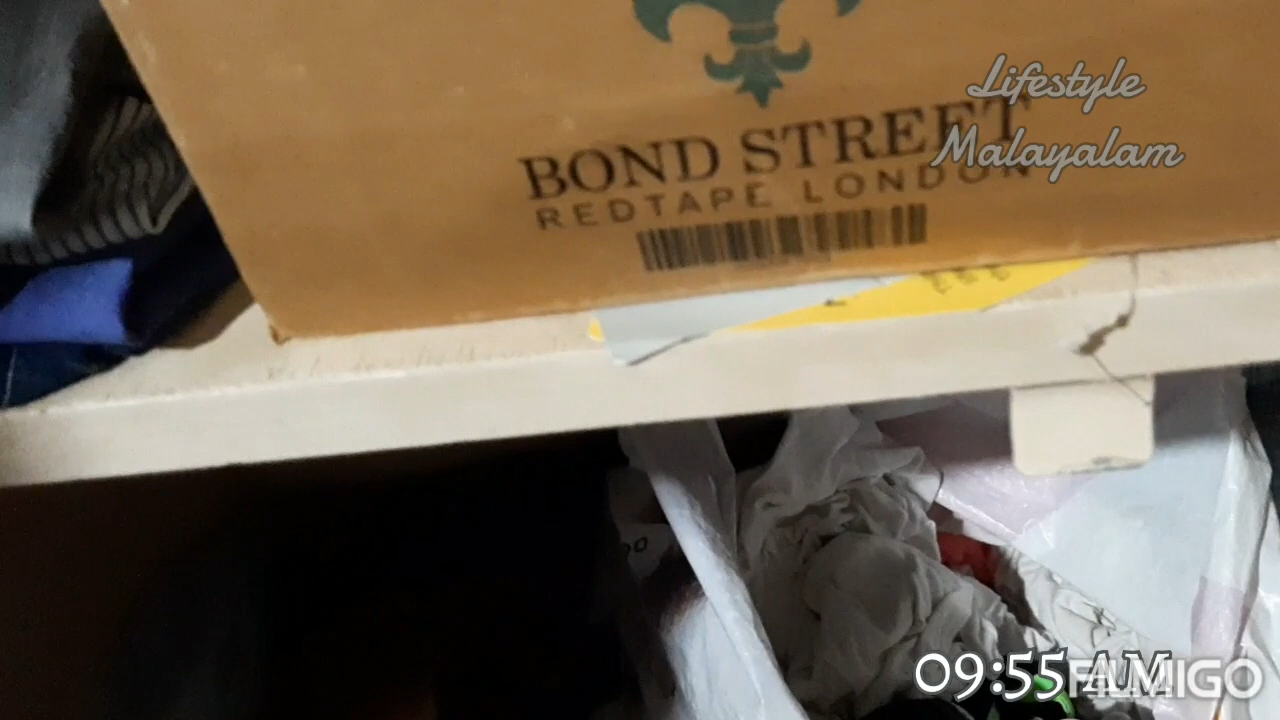 Lifestyle
Malayalam
BOND STREET
REDTAPE LONDON
09:55 AM
FILMIGO